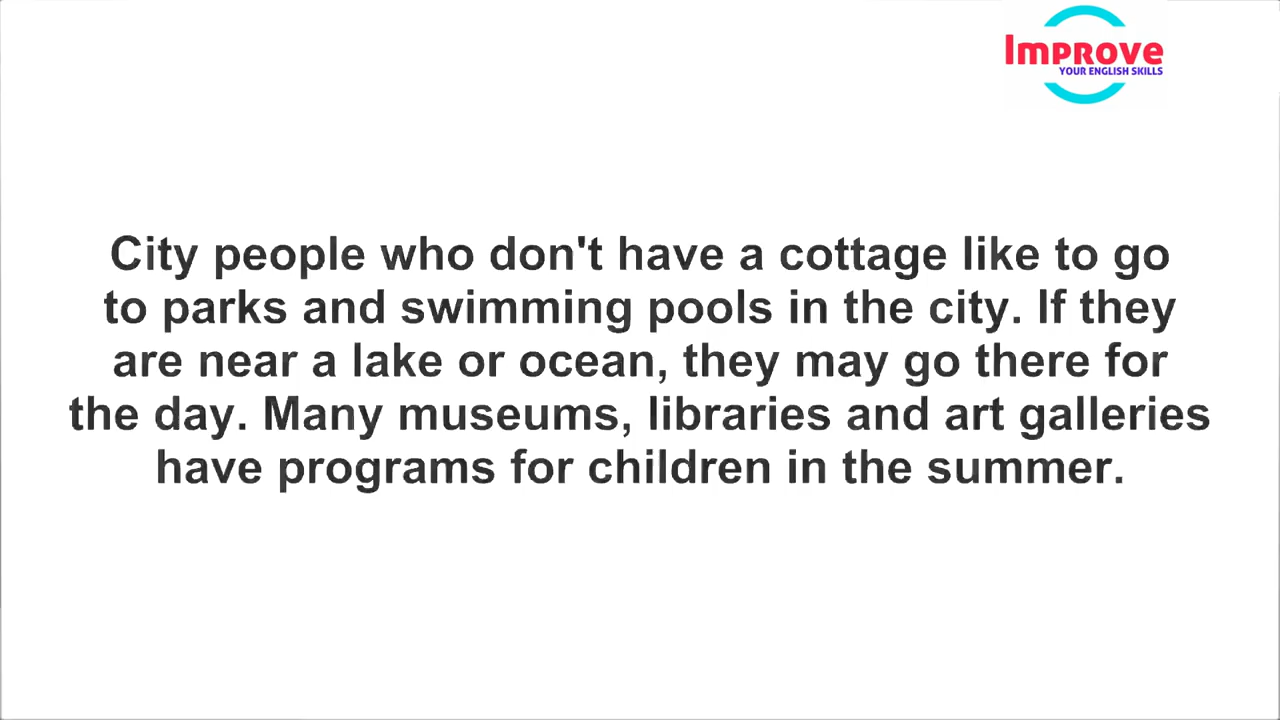 Improve
YOUR ENGLISH SKILLS
City people who don't have a cottage like to go
to parks and swimming pools in the city. If they
are near a lake or ocean, they may go there for
the day. Many museums, libraries and art galleries
have programs for children in the summer.